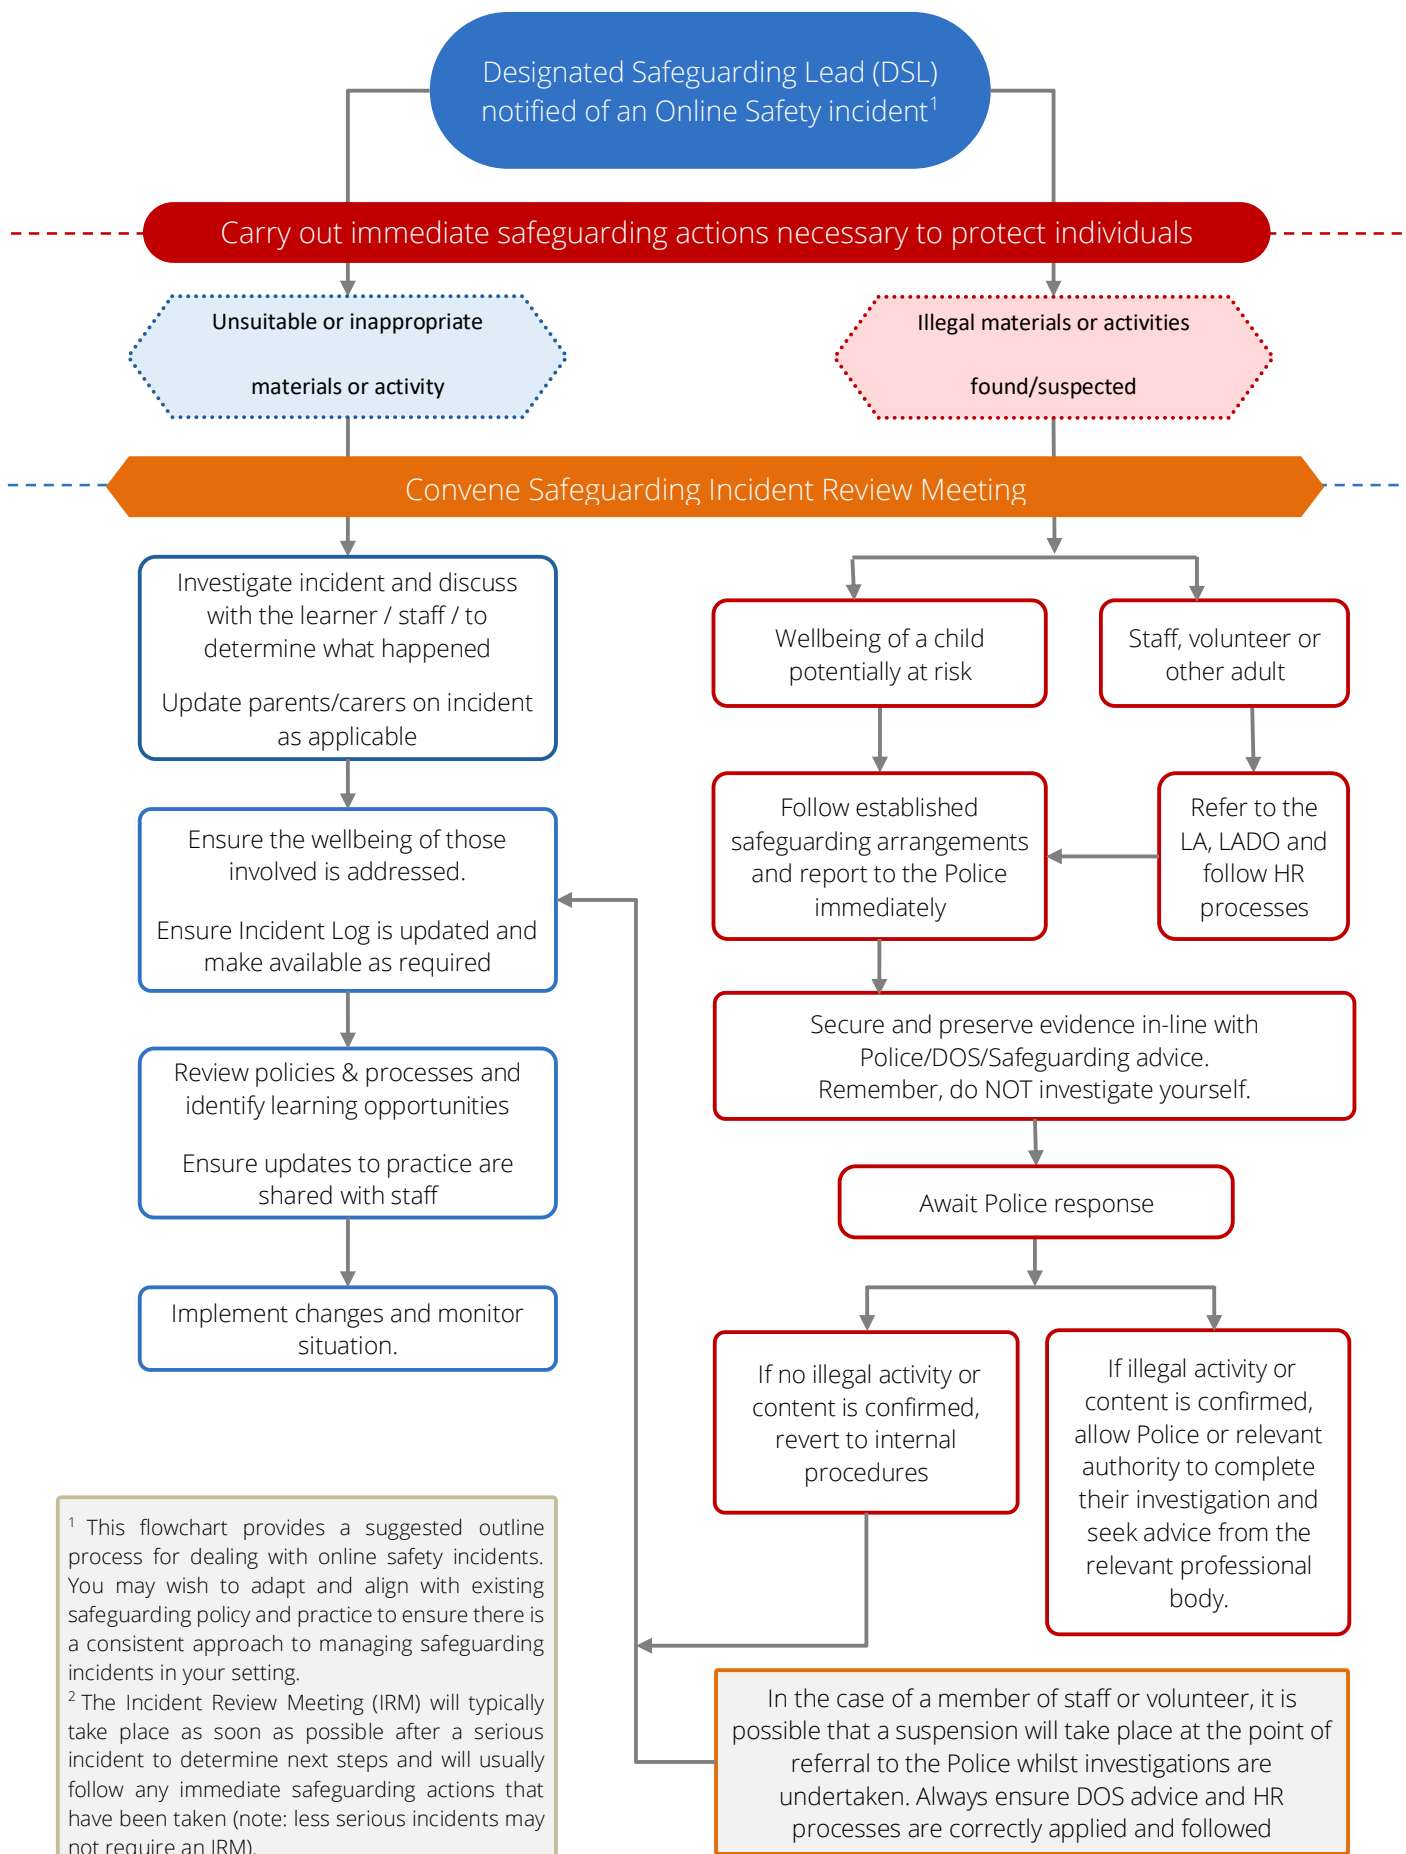 Designated Safeguarding Lead (DSL)
notified of an Online Safety incident¹
Carry out immediate safeguarding actions necessary to protect individuals
Unsuitable or inappropriate
materials or activity
Illegal materials or activities
found/suspected
Convene Safeguarding Incident Review Meeting
Investigate incident and discuss
with the learner / staff / to
determine what happened
Update parents/carers on incident
as applicable
Ensure the wellbeing of those
involved is addressed.
Ensure Incident Log is updated and
make available as required
Review policies & processes and
identify learning opportunities
Ensure updates to practice are
shared with staff
Implement changes and monitor
situation.
Wellbeing of a child
potentially at risk
Staff, volunteer or
other adult
Follow established
safeguarding arrangements
and report to the Police
immediately
Refer to the
LA, LADO and
follow HR
processes
Secure and preserve evidence in-line with
Police/DOS/Safeguarding advice.
Remember, do NOT investigate yourself.
Await Police response
If no illegal activity or
content is confirmed,
revert to internal
procedures
If illegal activity or
content is confirmed,
allow Police or relevant
authority to complete
their investigation and
seek advice from the
relevant professional
body.
¹ This flowchart provides a suggested outline
process for dealing with online safety incidents.
You may wish to adapt and align with existing
safeguarding policy and practice to ensure there is
a consistent approach to managing safeguarding
incidents in your setting.
² The Incident Review Meeting (IRM) will typically
take place as soon as possible after a serious
incident to determine next steps and will usually
follow any immediate safeguarding actions that
have been taken (note: less serious incidents may
not require an IRM).
In the case of a member of staff or volunteer, it is
possible that a suspension will take place at the point of
referral to the Police whilst investigations are
undertaken. Always ensure DOS advice and HR
processes are correctly applied and followed